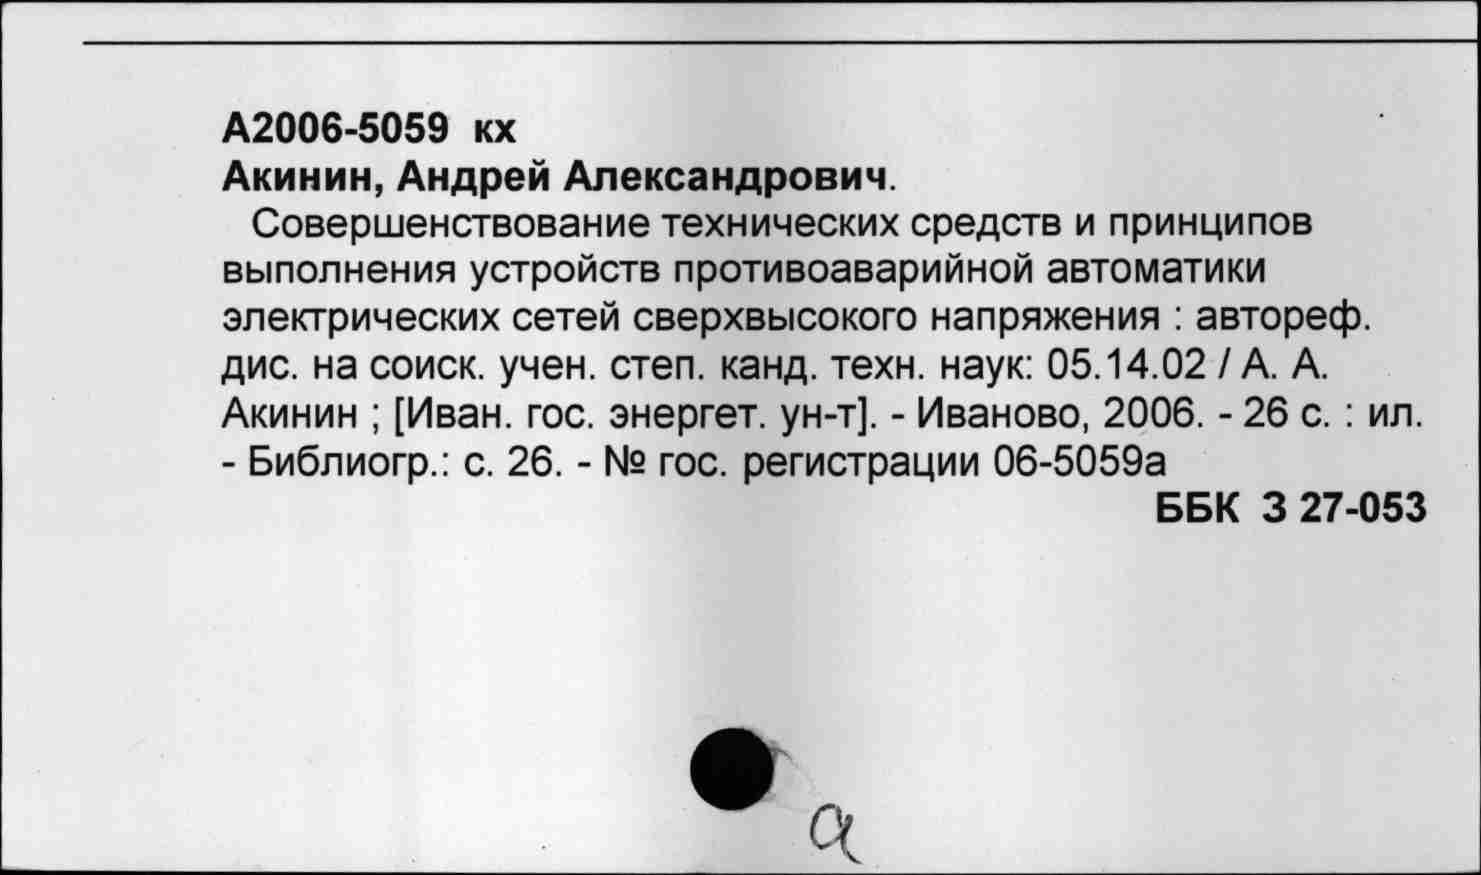 А2006-5059 кх
Акинин, Андрей Александрович.
Совершенствование технических средств и принципов
выполнения устройств противоаварийной автоматики
электрических сетей сверхвысокого напряжения : автореф.
дис. на соиск. учен. степ. канд. техн. наук: 05.14.02 / А. А.
Акинин ; [Иван. гос. энергет. ун-т]. - Иваново, 2006. - 26 с. : ил.
- Библиогр.: с. 26. - № гос. регистрации 06-5059а
ББК З 27-053
а